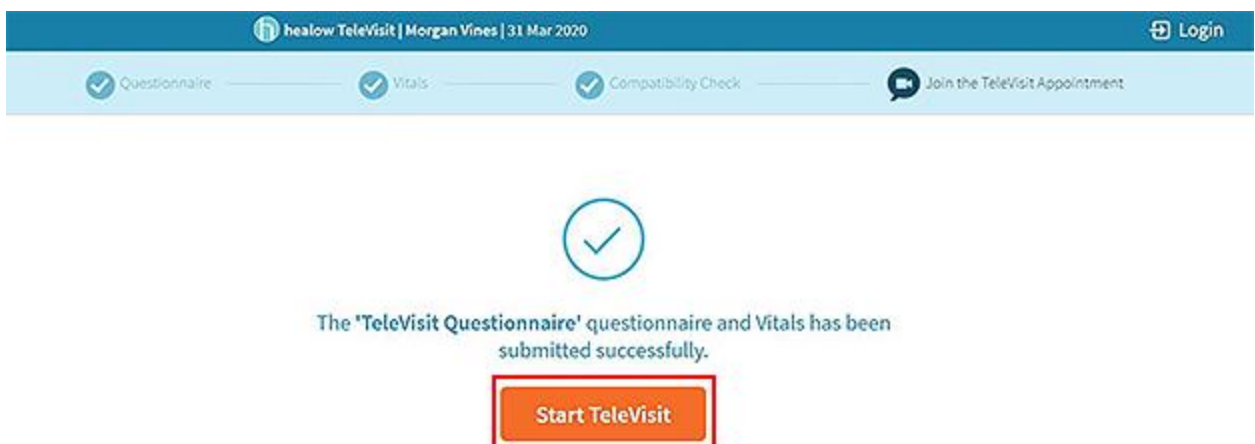 healow TeleVisit | Morgan Vines | 31 Mar 2020 Login
Questionnaire Vitals Compatibility Check Join the TeleVisit Appointment
The 'TeleVisit Questionnaire' questionnaire and Vitals has been
submitted successfully.
Start TeleVisit